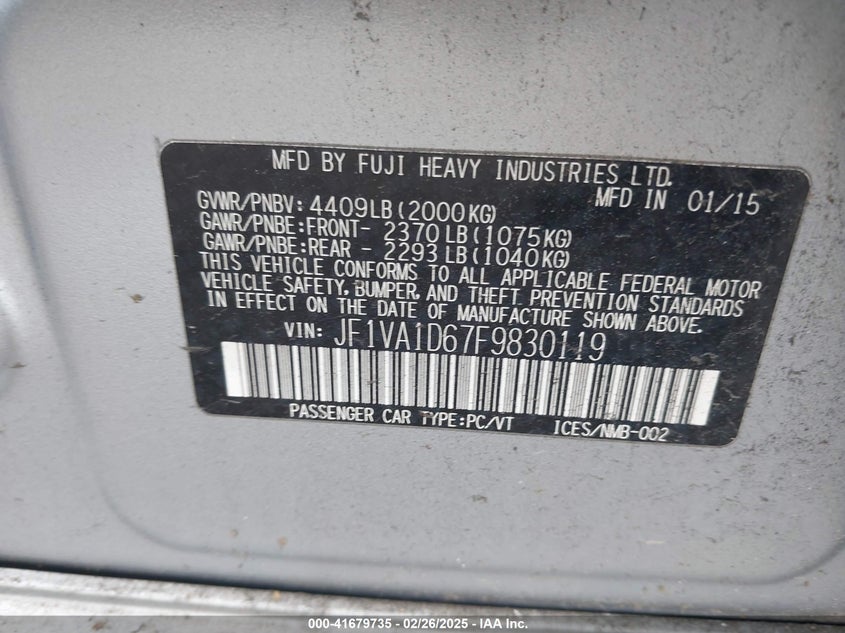 MFD BY FUJI HEAVY INDUSTRIES LTD.
MFD IN 01/15
GVWR/PNBV: 4409LB(2000KG)
GAWR/PNBE:FRONT- 2370LB(1075KG)
GAWR/PNBE:REAR - 2293LB(1040KG)
THIS VEHICLE CONFORMS TO ALL APPLICABLE FEDERAL MOTOR
VEHICLE SAFETY, BUMPER, AND THEFT PREVENTION STANDARDS
IN EFFECT ON THE DATE OF MANUFACTURE SHOWN ABOVE.
VIN: JF1VA1D67F9830119
PASSENGER CAR TYPE:PC/VT ICES/NMB-002
000-41679735 - 02/26/2025 - IAA Inc.